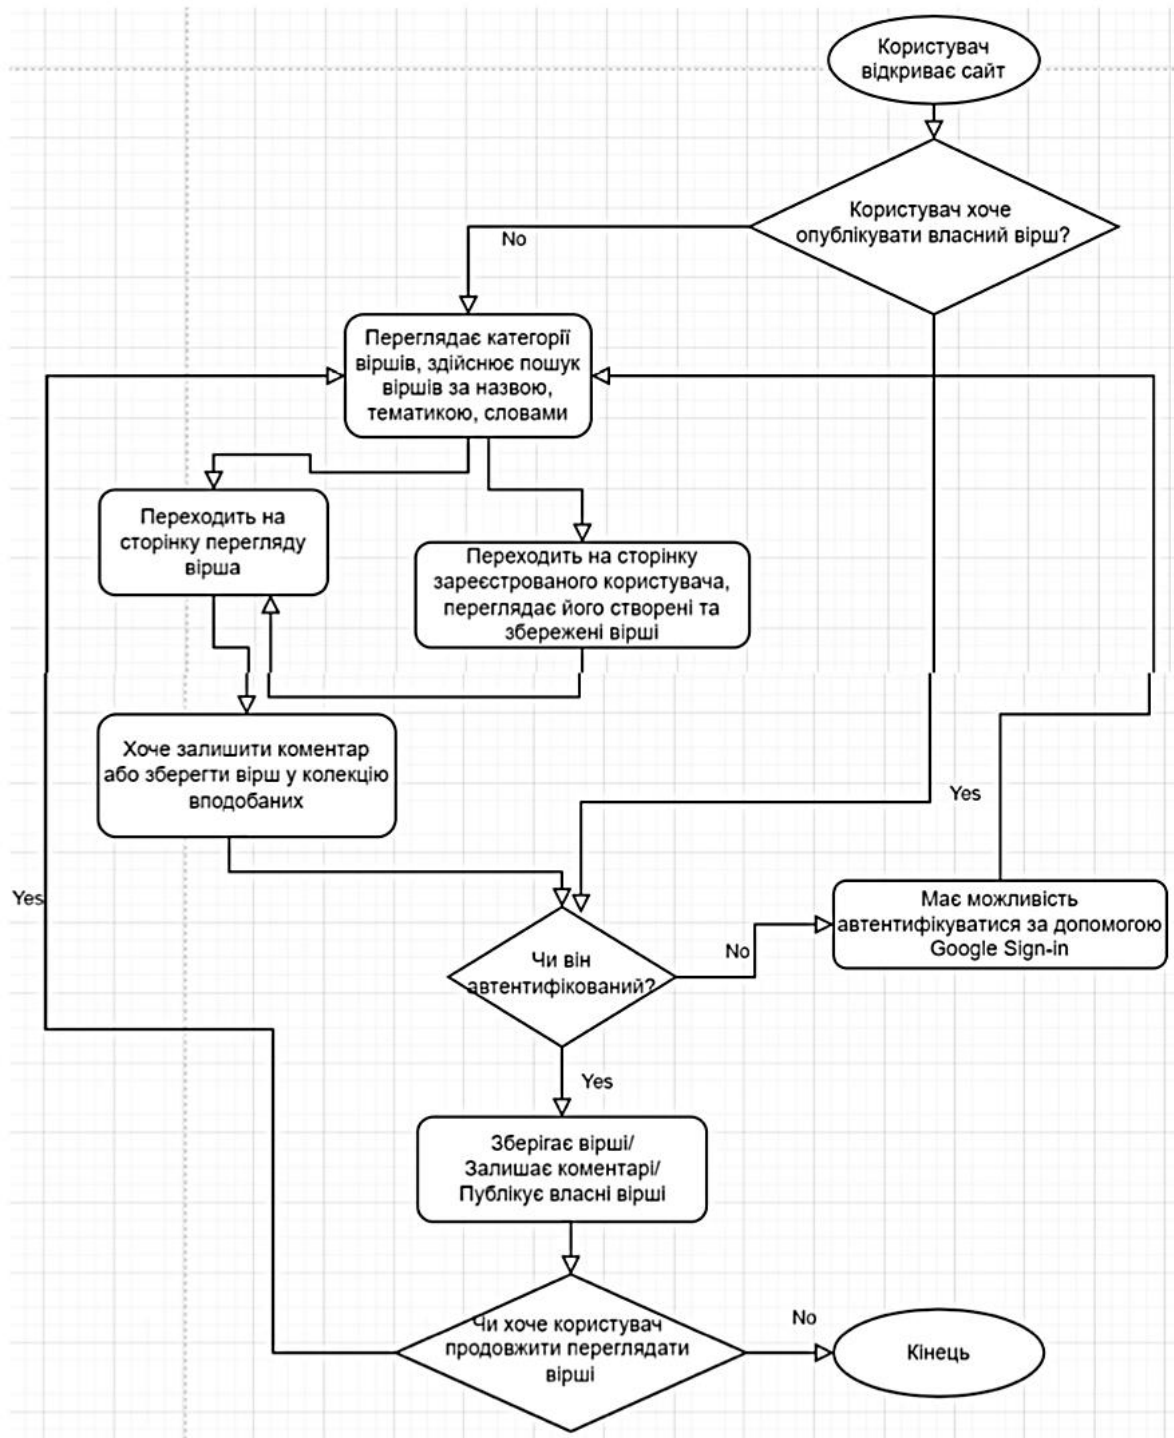 Користувач
відкриває сайт
Користувач хоче
опублікувати власний вірш?
No
Переглядає категорії
віршів, здійснює пошук
віршів за назвою,
тематикою, словами
Переходить на
сторінку перегляду
вірша
Переходить на сторінку
зареєстрованого користувача,
переглядає його створені та
збережені вірші
Хоче залишити коментар
або зберегти вірш у колекцію
вподобаних
Yes
Yes
Має можливість
автентифікуватися за допомогою
Google Sign-in
No
Чи він
автентифікований?
Yes
Зберігає вірші/
Залишає коментарі/
Публікує власні вірші
Чи хоче користувач
продовжити переглядати
вірші
No
Кінець